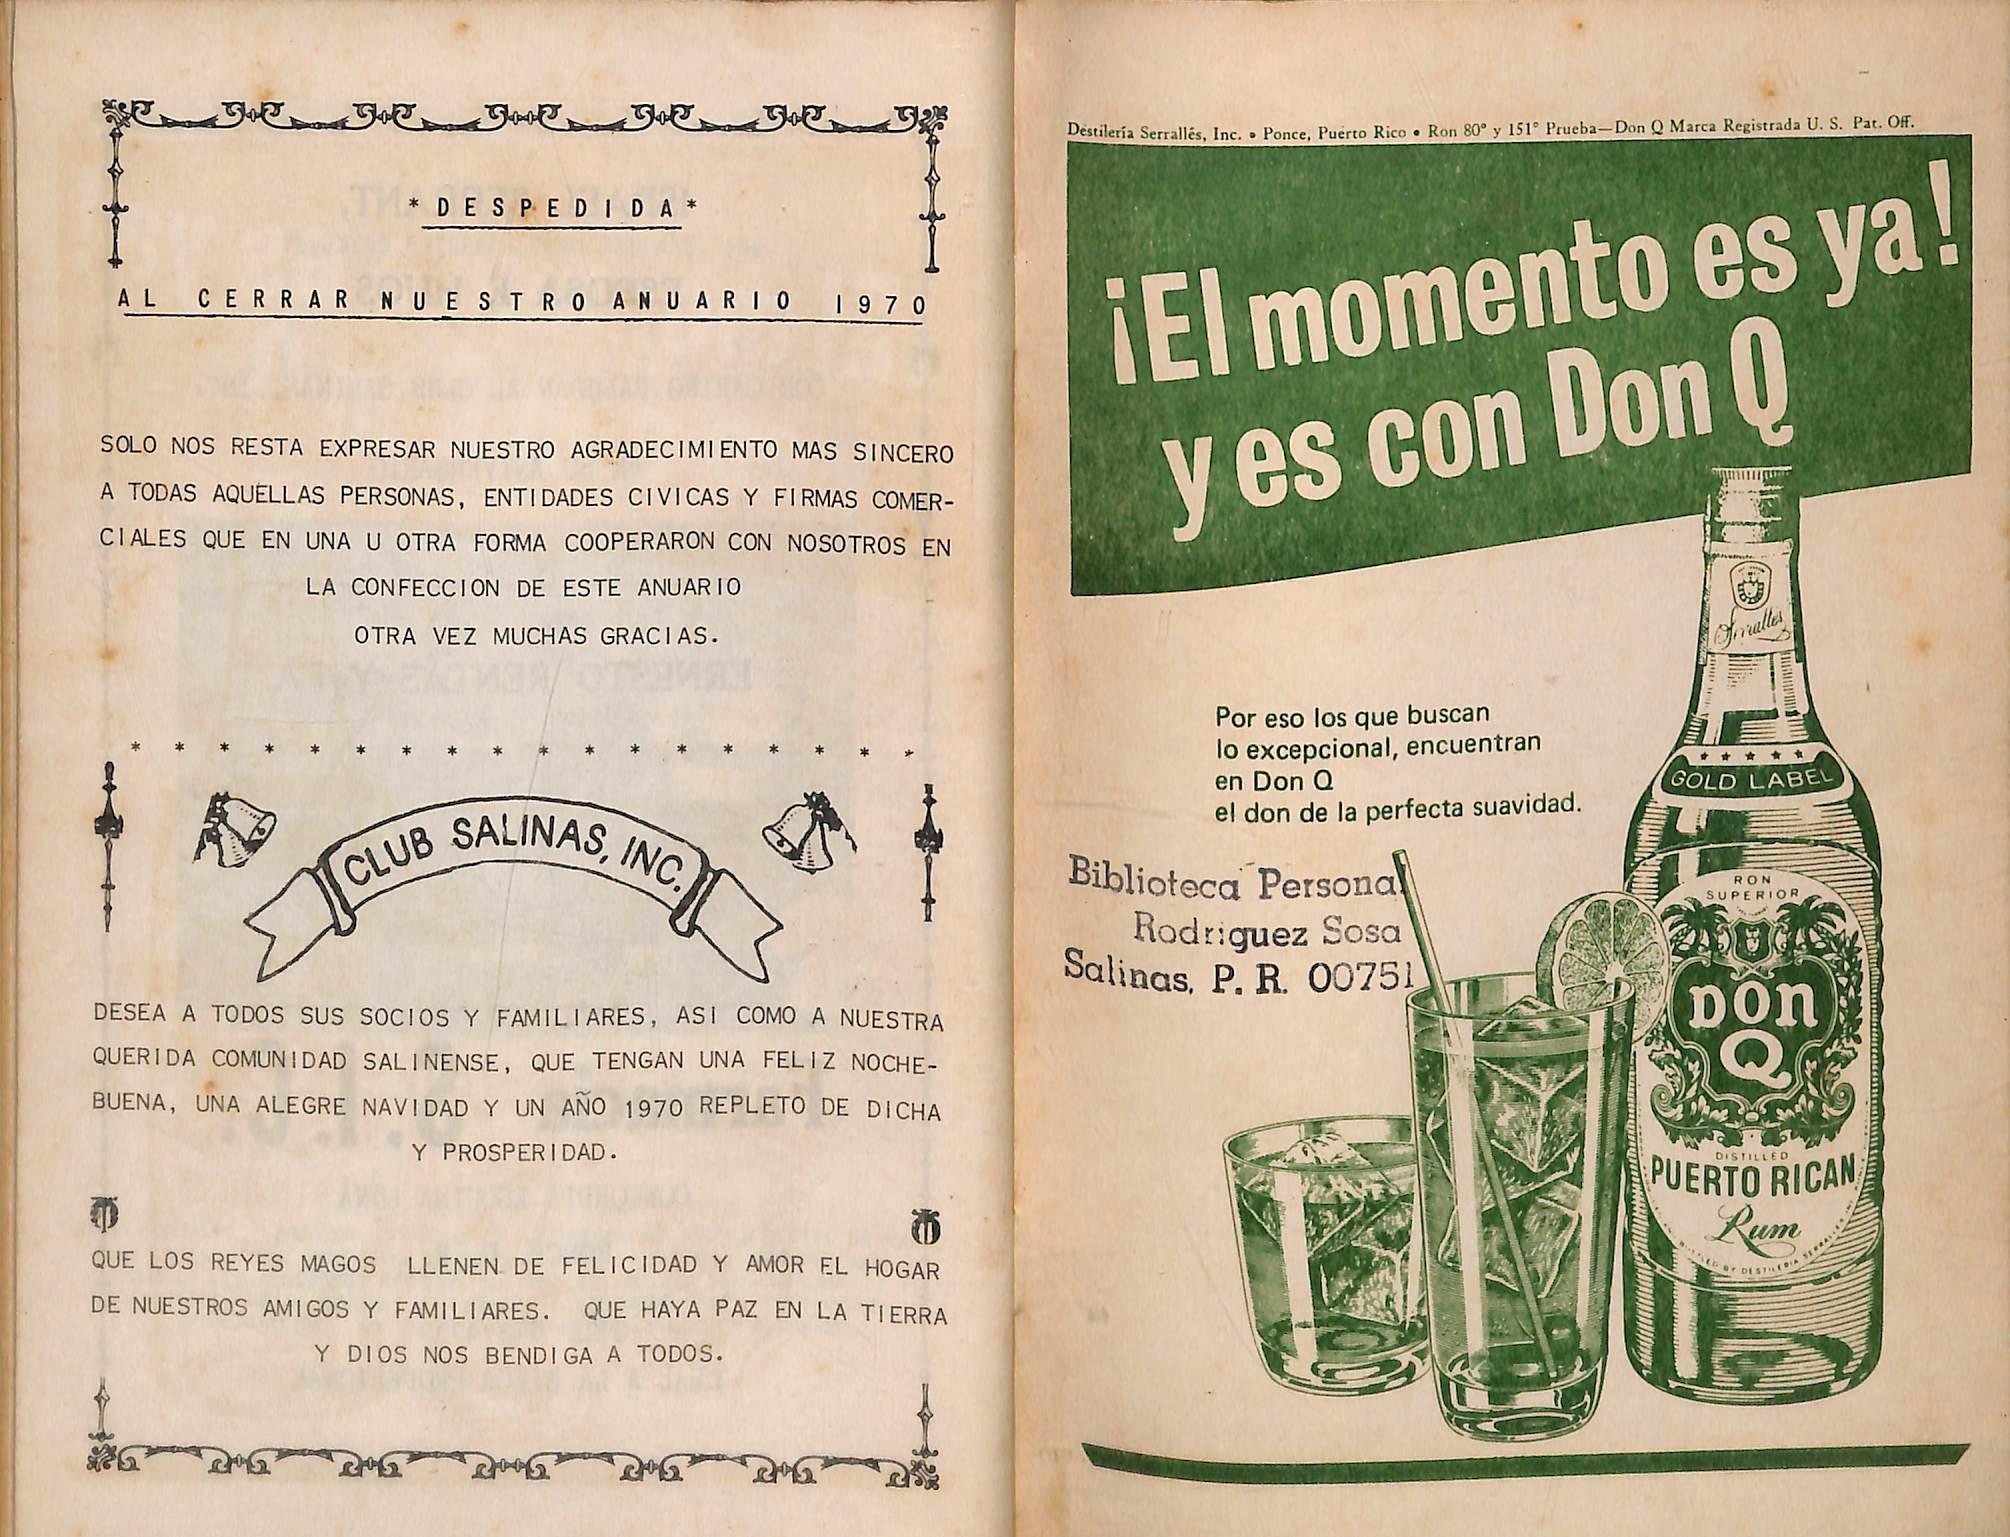 *DESPEDIDA*
AL CERRAR NUESTRO ANUARIO 1970
SOLO NOS RESTA EXPRESAR NUESTRO AGRADECIMIENTO MAS SINCERO
A TODAS AQUELLAS PERSONAS, ENTIDADES CIVICAS Y FIRMAS COMER-
CIALES QUE EN UNA U OTRA FORMA COOPERARON CON NOSOTROS EN
LA CONFECCION DE ESTE ANUARIO
OTRA VEZ MUCHAS GRACIAS.
* * * * * * * * * * * * * * * * * *
CLUB SALINAS, INC.
DESEA A TODOS SUS SOCIOS Y FAMILIARES, ASI COMO A NUESTRA
QUERIDA COMUNIDAD SALINENSE, QUE TENGAN UNA FELIZ NOCHE-
BUENA, UNA ALEGRE NAVIDAD Y UN AÑO 1970 REPLETO DE DICHA
Y PROSPERIDAD.
QUE LOS REYES MAGOS LLENEN DE FELICIDAD Y AMOR EL HOGAR
DE NUESTROS AMIGOS Y FAMILIARES. QUE HAYA PAZ EN LA TIERRA
Y DIOS NOS BENDIGA A TODOS.
Destilería Serrallés, Inc. • Ponce, Puerto Rico • Ron 80° y 151° Prueba—Don Q Marca Registrada U. S. Pat. Off.
¡El momento es ya!
y es con Don Q
Serrallés
Por eso los que buscan
lo excepcional, encuentran
en Don Q
el don de la perfecta suavidad.
GOLD LABEL
Biblioteca Personal
Rodriguez Sosa
Salinas, P. R. 00751
RON
SUPERIOR
DON
Q
DISTILLED
PUERTO RICAN
Rum
BOTTLED BY DESTILERIA SERRALLES